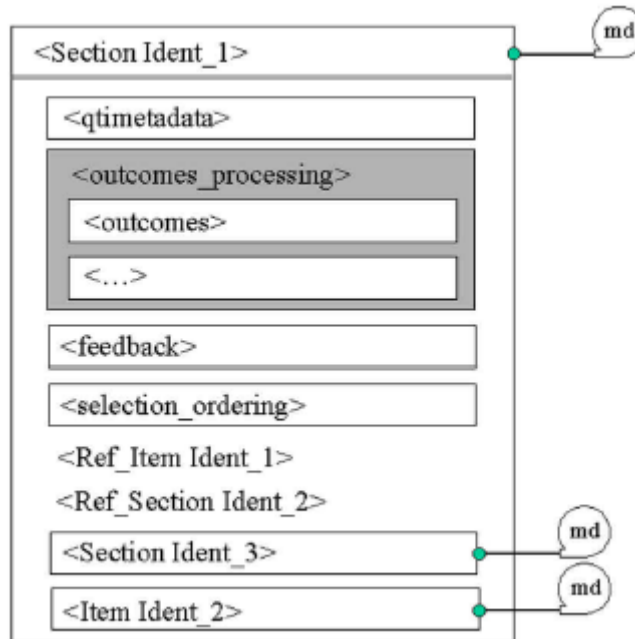 md
<Section Ident_1>
<qtimetadata>
<outcomes_processing>
<outcomes>
<...>
<feedback>
<selection_ordering>
<Ref_Item Ident_1>
<Ref_Section Ident_2>
<Section Ident_3>
md
<Item Ident_2>
md